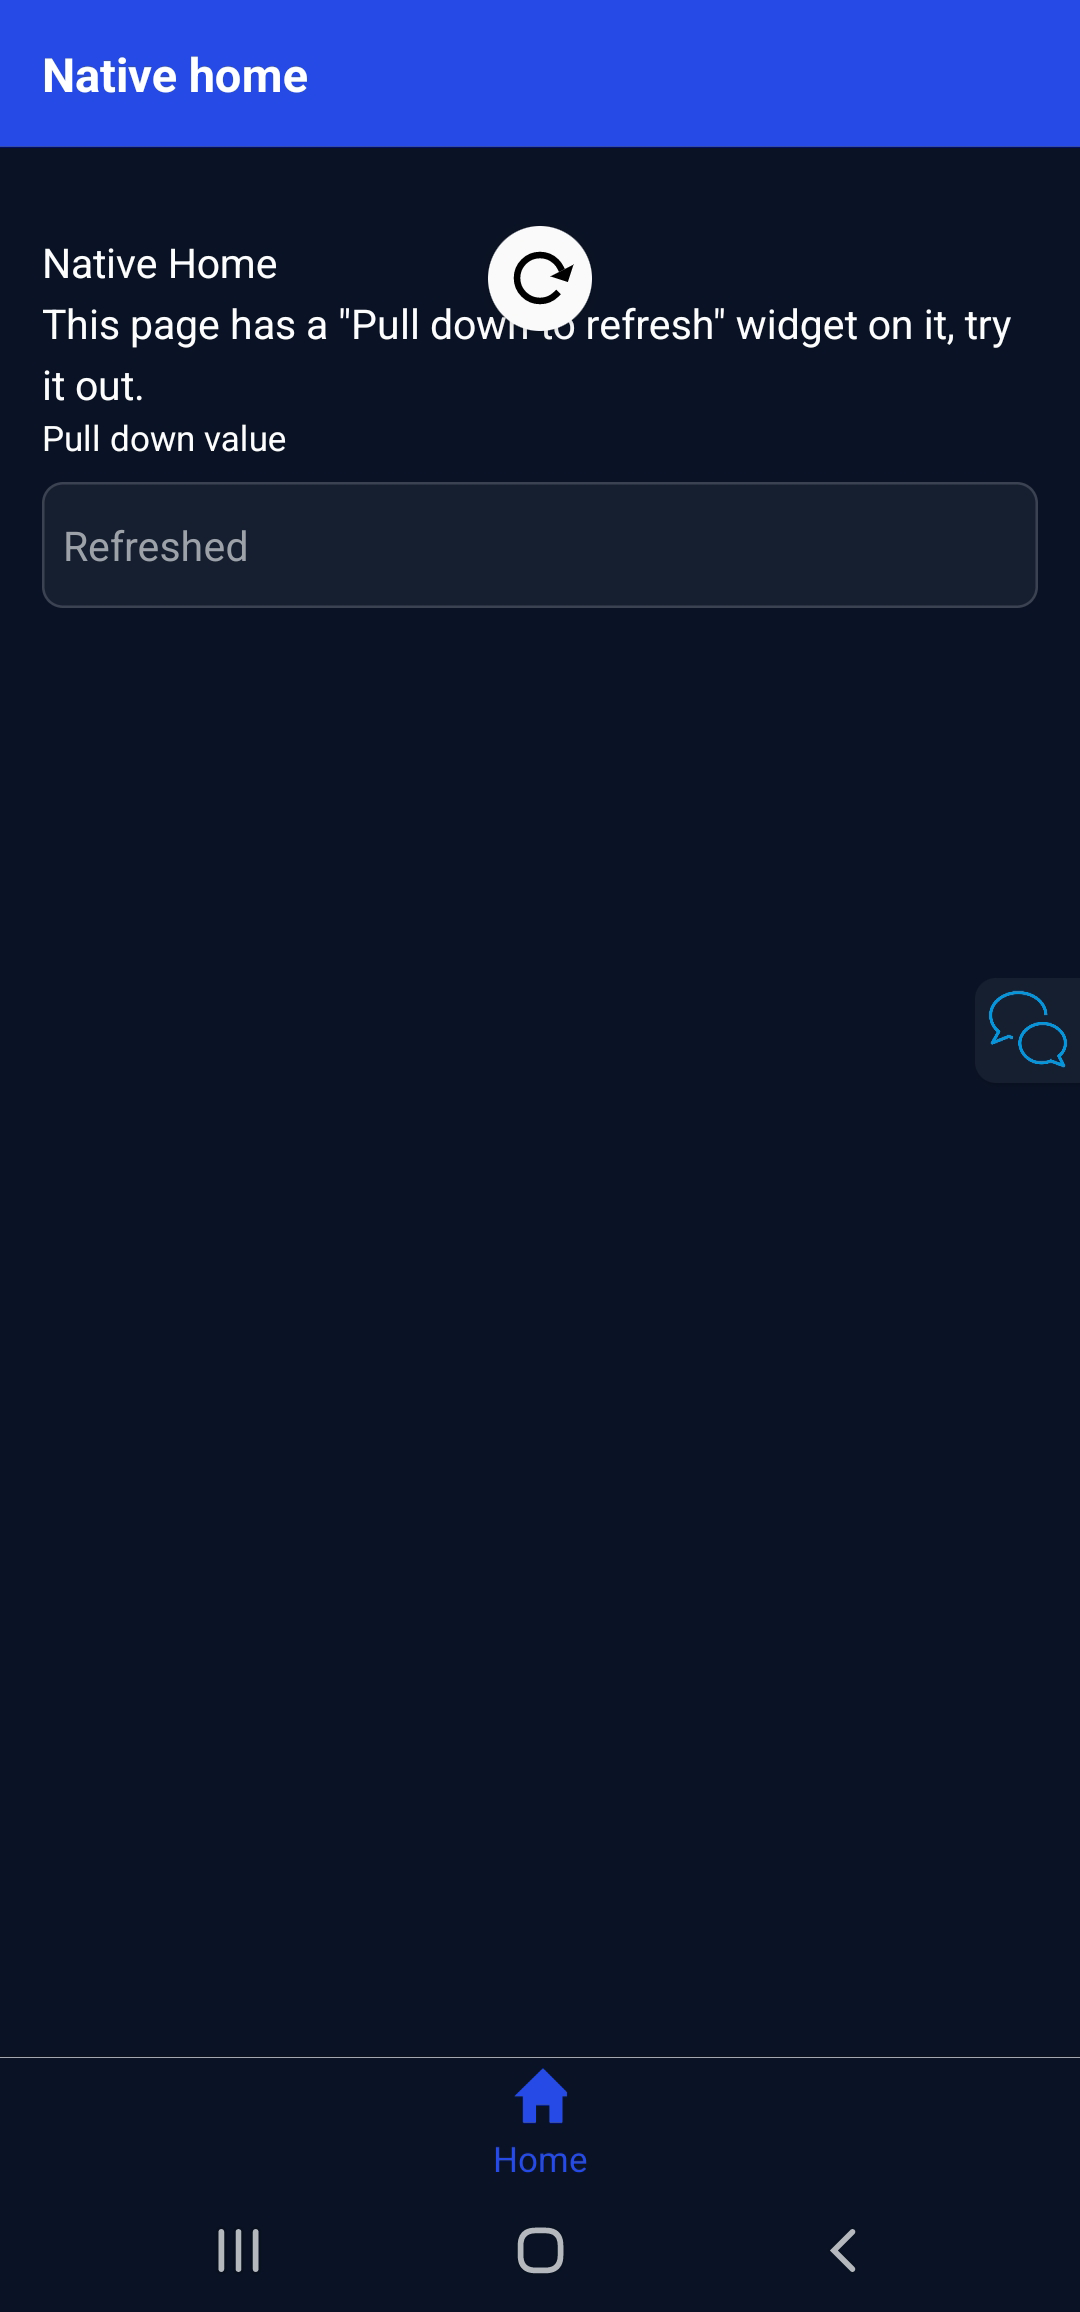 Native home
Native Home
This page has a "Pull down to refresh" widget on it, try
it out.
Pull down value
Refreshed
Home